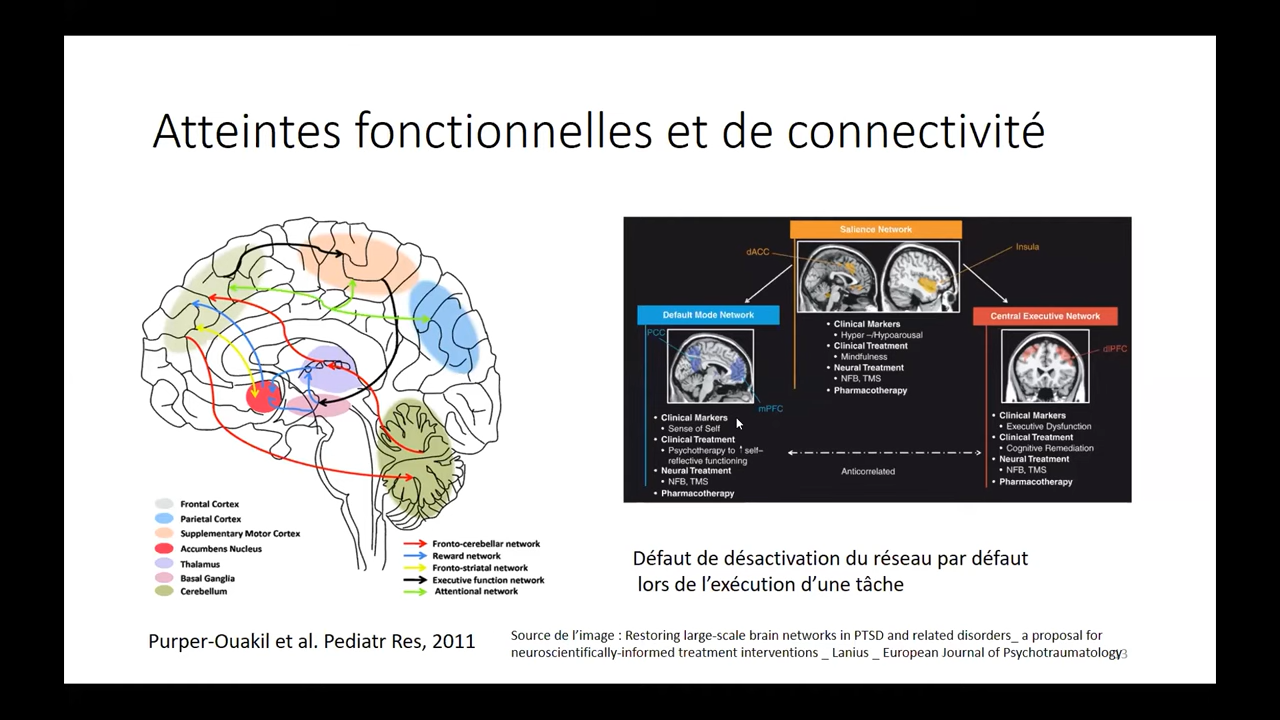 Atteintes fonctionnelles et de connectivité
Frontal Cortex
Parietal Cortex
Supplementary Motor Cortex
Accumbens Nucleus
Thalamus
Basal Ganglia
Cerebellum
Fronto-cerebellar network
Reward network
Fronto-striatal network
Executive function network
Attentional network
Purper-Ouakil et al. Pediatr Res, 2011
Salience Network
dACC
Insula
• Clinical Markers
• Hyper –/Hypoarousal
• Clinical Treatment
• Mindfulness
• Neural Treatment
• NFB, TMS
• Pharmacotherapy
Default Mode Network
PCC
mPFC
• Clinical Markers
• Sense of Self
• Clinical Treatment
• Psychotherapy to ↑ self–
reflective functioning
• Neural Treatment
• NFB, TMS
• Pharmacotherapy
Anticorrelated
Central Executive Network
dlPFC
• Clinical Markers
• Executive Dysfunction
• Clinical Treatment
• Cognitive Remediation
• Neural Treatment
• NFB, TMS
• Pharmacotherapy
Défaut de désactivation du réseau par défaut
lors de l’exécution d’une tâche
Source de l’image : Restoring large-scale brain networks in PTSD and related disorders_ a proposal for
neuroscientifically-informed treatment interventions _ Lanius _ European Journal of Psychotraumatology